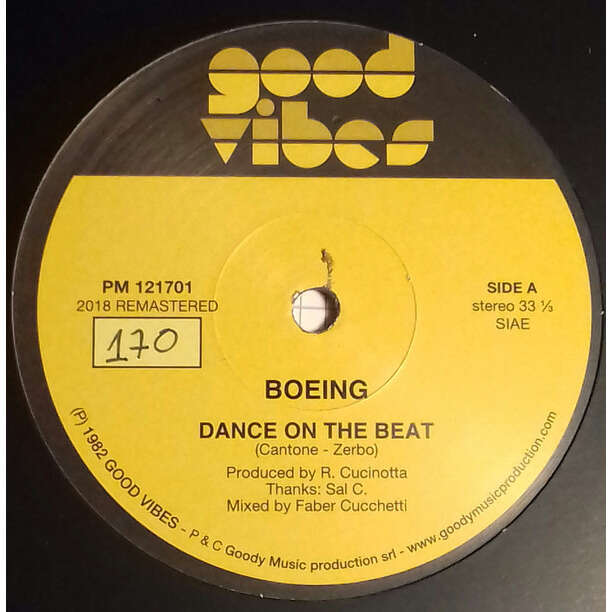 good
vibes
PM 121701
2018 REMASTERED
170
SIDE A
stereo 33 ⅓
SIAE
BOEING
DANCE ON THE BEAT
(Cantone - Zerbo)
Produced by R. Cucinotta
Thanks: Sal C.
Mixed by Faber Cucchetti
(P) 1982 GOOD VIBES - P & C Goody Music production srl - www.goodymusicproduction.com